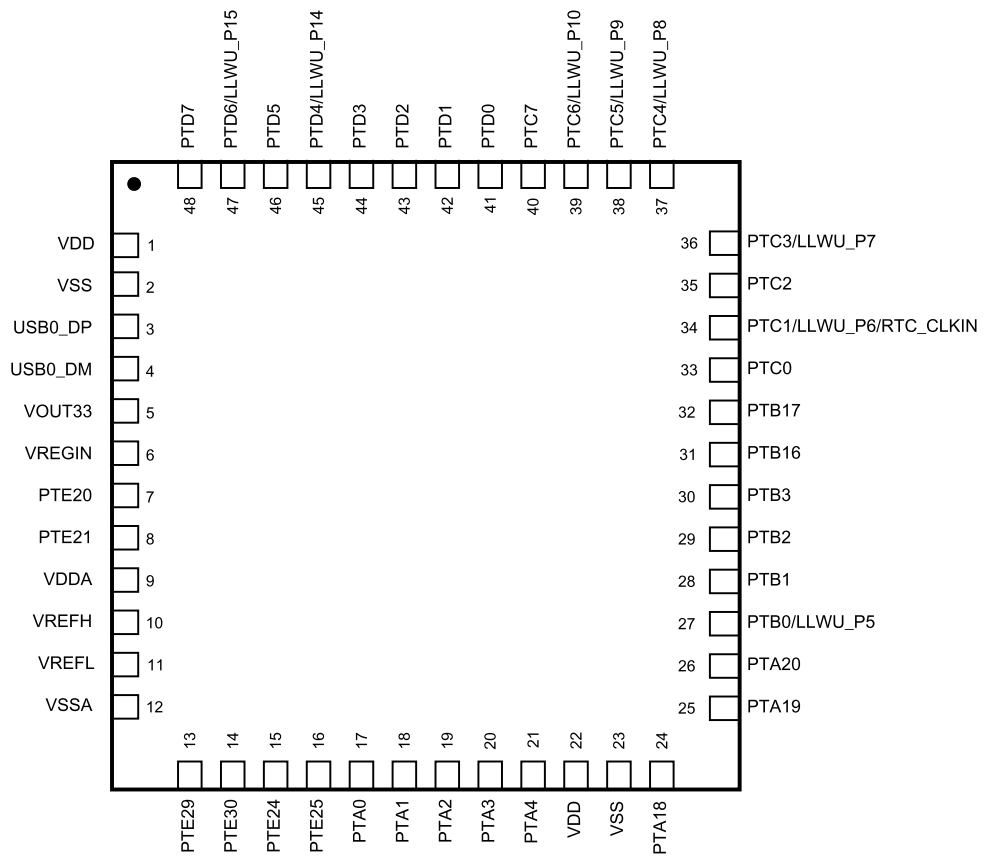 PTD7
PTD6/LLWU_P15
PTD5
PTD4/LLWU_P14
PTD3
PTD2
PTD1
PTD0
PTC7
PTC6/LLWU_P10
PTC5/LLWU_P9
PTC4/LLWU_P8
48
47
46
45
44
43
42
41
40
39
38
37
VDD 1
VSS 2
USB0_DP 3
USB0_DM 4
VOUT33 5
VREGIN 6
PTE20 7
PTE21 8
VDDA 9
VREFH 10
VREFL 11
VSSA 12
36 PTC3/LLWU_P7
35 PTC2
34 PTC1/LLWU_P6/RTC_CLKIN
33 PTC0
32 PTB17
31 PTB16
30 PTB3
29 PTB2
28 PTB1
27 PTB0/LLWU_P5
26 PTA20
25 PTA19
13
14
15
16
17
18
19
20
21
22
23
24
PTE29
PTE30
PTE24
PTE25
PTA0
PTA1
PTA2
PTA3
PTA4
VDD
VSS
PTA18